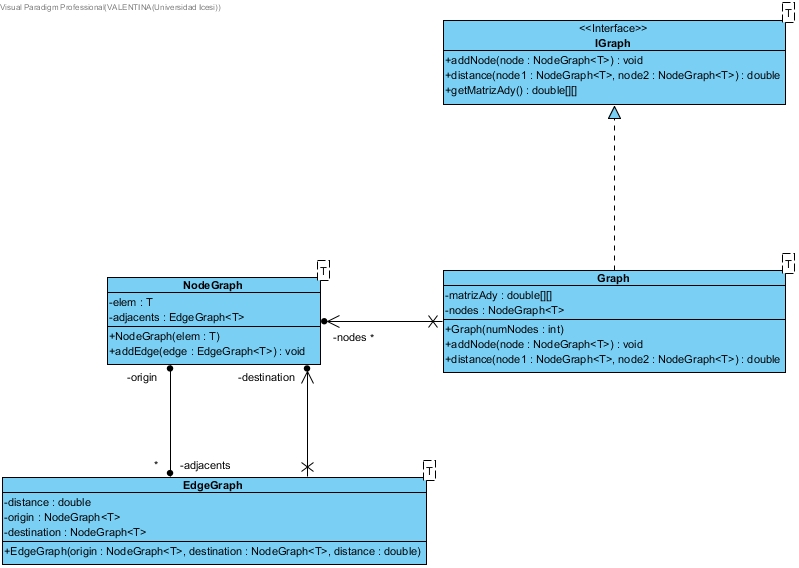 Visual Paradigm Professional(VALENTINA(Universidad Icesi))
T
<<Interface>>
IGraph
+addNode(node : NodeGraph<T>) : void
+distance(node1 : NodeGraph<T>, node2 : NodeGraph<T>) : double
+getMatrizAdy() : double[][]
T
Graph
-matrizAdy : double[][]
-nodes : NodeGraph<T>
+Graph(numNodes : int)
+addNode(node : NodeGraph<T>) : void
+distance(node1 : NodeGraph<T>, node2 : NodeGraph<T>) : double
T
NodeGraph
-elem : T
-adjacents : EdgeGraph<T>
+NodeGraph(elem : T)
+addEdge(edge : EdgeGraph<T>) : void
-nodes *
-origin
-destination
* -adjacents
T
EdgeGraph
-distance : double
-origin : NodeGraph<T>
-destination : NodeGraph<T>
+EdgeGraph(origin : NodeGraph<T>, destination : NodeGraph<T>, distance : double)